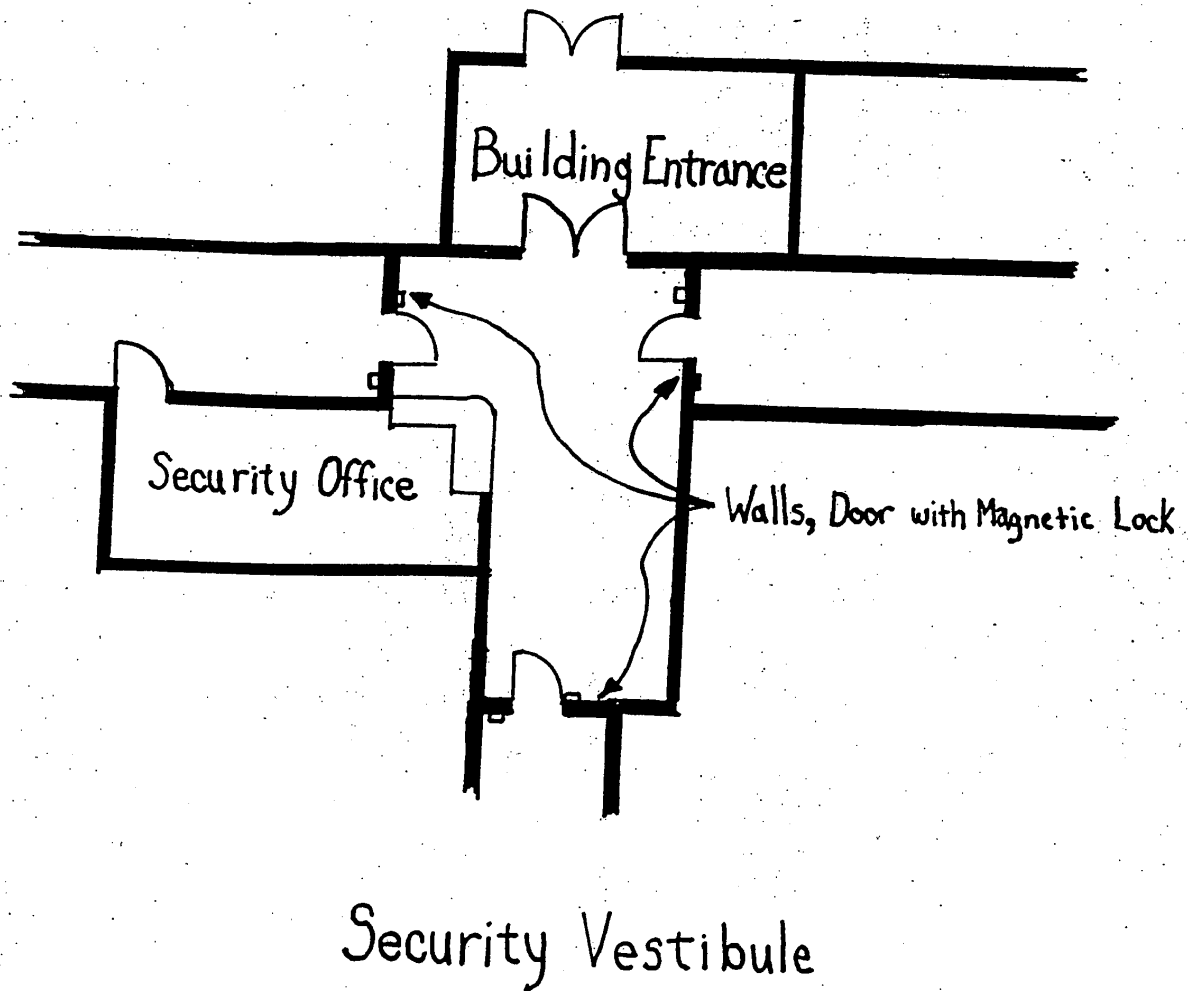 Building Entrance
Security Office
Walls, Door with Magnetic Lock
Security Vestibule